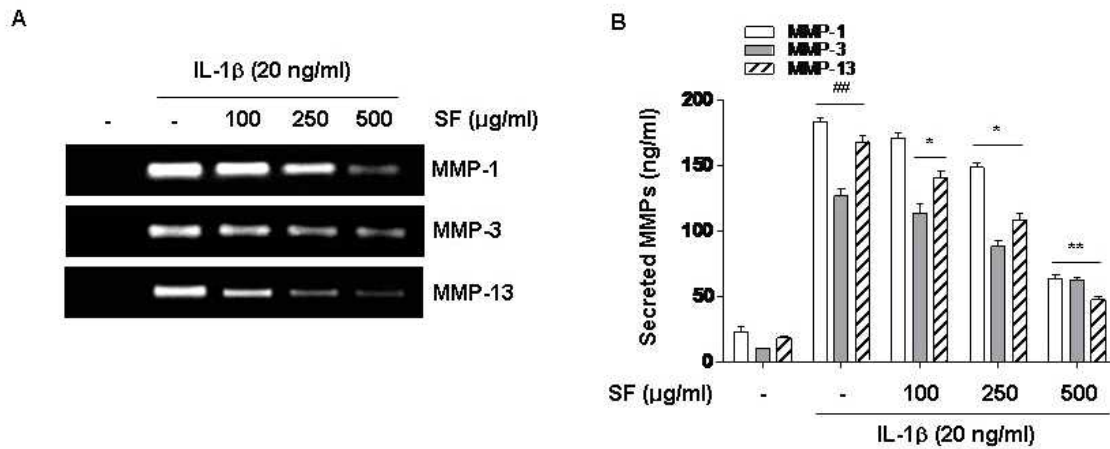 A
IL-1β (20 ng/ml)
- - 100 250 500 SF (µg/ml)
MMP-1
MMP-3
MMP-13
B
MMP-1
MMP-3
MMP-13
Secreted MMPs (ng/ml)
200
150
100
50
0
##
*
*
**
SF (µg/ml) - - 100 250 500
IL-1β (20 ng/ml)